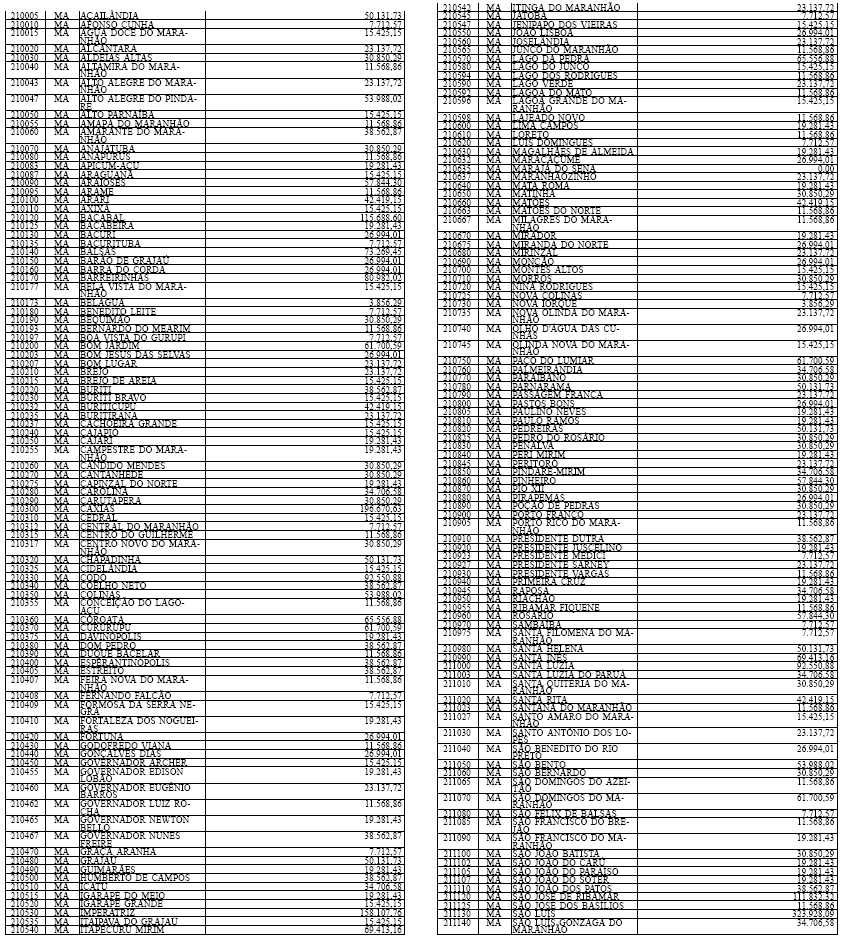 210005 MA AÇAILÂNDIA 50.131,73
210010 MA AFONSO CUNHA 7.712,57
210015 MA ÁGUA DOCE DO MARA- 15.425,15
NHÃO
210020 MA ALCÂNTARA 23.137,72
210030 MA ALDEIAS ALTAS 30.850,29
210040 MA ALTAMIRA DO MARA- 11.568,86
NHÃO
210043 MA ALTO ALEGRE DO MARA- 23.137,72
NHÃO
210047 MA ALTO ALEGRE DO PINDA- 53.988,02
RÉ
210050 MA ALTO PARNAÍBA 15.425,15
210055 MA AMAPÁ DO MARANHÃO 11.568,86
210060 MA AMARANTE DO MARA- 38.562,87
NHÃO
210070 MA ANAJATUBA 30.850,29
210080 MA ANAPURUS 11.568,86
210083 MA APICUM-AÇU 19.281,43
210087 MA ARAGUANÃ 15.425,15
210090 MA ARAIOSES 57.844,30
210095 MA ARAME 11.568,86
210100 MA ARARI 42.419,15
210110 MA AXIXÁ 15.425,15
210120 MA BACABAL 115.688,60
210125 MA BACABEIRA 19.281,43
210130 MA BACURI 26.994,01
210135 MA BACURITUBA 7.712,57
210140 MA BALSAS 73.269,45
210150 MA BARÃO DE GRAJAÚ 26.994,01
210160 MA BARRA DO CORDA 26.994,01
210170 MA BARREIRINHAS 80.982,02
210177 MA BELA VISTA DO MARA- 15.425,15
NHÃO
210173 MA BELÁGUA 3.856,29
210180 MA BENEDITO LEITE 7.712,57
210190 MA BEQUIMÃO 30.850,29
210193 MA BERNARDO DO MEARIM 11.568,86
210197 MA BOA VISTA DO GURUPI 7.712,57
210200 MA BOM JARDIM 61.700,59
210203 MA BOM JESUS DAS SELVAS 26.994,01
210207 MA BOM LUGAR 23.137,72
210210 MA BREJO 23.137,72
210215 MA BREJO DE AREIA 15.425,15
210220 MA BURITI 38.562,87
210230 MA BURITI BRAVO 15.425,15
210232 MA BURITICUPU 42.419,15
210235 MA BURITIRANA 23.137,72
210237 MA CACHOEIRA GRANDE 15.425,15
210240 MA CAJAPIÓ 15.425,15
210250 MA CAJARI 19.281,43
210255 MA CAMPESTRE DO MARA- 19.281,43
NHÃO
210260 MA CÂNDIDO MENDES 30.850,29
210270 MA CANTANHEDE 30.850,29
210275 MA CAPINZAL DO NORTE 19.281,43
210280 MA CAROLINA 34.706,58
210290 MA CARUTAPERA 30.850,29
210300 MA CAXIAS 196.670,63
210310 MA CEDRAL 15.425,15
210312 MA CENTRAL DO MARANHÃO 7.712,57
210315 MA CENTRO DO GUILHERME 11.568,86
210317 MA CENTRO NOVO DO MARA- 30.850,29
NHÃO
210320 MA CHAPADINHA 50.131,73
210325 MA CIDELÂNDIA 15.425,15
210330 MA CODÓ 92.550,88
210340 MA COELHO NETO 38.562,87
210350 MA COLINAS 53.988,02
210355 MA CONCEIÇÃO DO LAGO- 11.568,86
AÇU
210360 MA COROATÁ 65.556,88
210370 MA CURURUPU 61.700,59
210375 MA DAVINÓPOLIS 19.281,43
210380 MA DOM PEDRO 38.562,87
210390 MA DUQUE BACELAR 11.568,86
210400 MA ESPERANTINÓPOLIS 38.562,87
210405 MA ESTREITO 38.562,87
210407 MA FEIRA NOVA DO MARA- 11.568,86
NHÃO
210408 MA FERNANDO FALCÃO 7.712,57
210409 MA FORMOSA DA SERRA NE- 15.425,15
GRA
210410 MA FORTALEZA DOS NOGUEI- 19.281,43
RAS
210420 MA FORTUNA 26.994,01
210430 MA GODOFREDO VIANA 11.568,86
210440 MA GONÇALVES DIAS 26.994,01
210450 MA GOVERNADOR ARCHER 15.425,15
210455 MA GOVERNADOR EDISON 19.281,43
LOBÃO
210460 MA GOVERNADOR EUGÊNIO 23.137,72
BARROS
210462 MA GOVERNADOR LUIZ RO- 11.568,86
CHA
210465 MA GOVERNADOR NEWTON 19.281,43
BELLO
210467 MA GOVERNADOR NUNES 38.562,87
FREIRE
210470 MA GRAÇA ARANHA 7.712,57
210480 MA GRAJAÚ 50.131,73
210490 MA GUIMARÃES 19.281,43
210500 MA HUMBERTO DE CAMPOS 38.562,87
210510 MA ICATU 34.706,58
210515 MA IGARAPÉ DO MEIO 19.281,43
210520 MA IGARAPÉ GRANDE 15.425,15
210530 MA IMPERATRIZ 158.107,76
210535 MA ITAIPAVA DO GRAJAÚ 15.425,15
210540 MA ITAPECURU MIRIM 69.413,16
210542 MA ITINGA DO MARANHÃO 23.137,72
210545 MA JATOBÁ 7.712,57
210547 MA JENIPAPO DOS VIEIRAS 15.425,15
210550 MA JOÃO LISBOA 26.994,01
210560 MA JOSELÂNDIA 23.137,72
210565 MA JUNCO DO MARANHÃO 11.568,86
210570 MA LAGO DA PEDRA 65.556,88
210580 MA LAGO DO JUNCO 15.425,15
210594 MA LAGO DOS RODRIGUES 11.568,86
210590 MA LAGO VERDE 23.137,72
210592 MA LAGOA DO MATO 11.568,86
210596 MA LAGOA GRANDE DO MA- 15.425,15
RANHÃO
210598 MA LAJEADO NOVO 11.568,86
210600 MA LIMA CAMPOS 19.281,43
210610 MA LORETO 11.568,86
210620 MA LUÍS DOMINGUES 7.712,57
210630 MA MAGALHÃES DE ALMEIDA 19.281,43
210632 MA MARACAÇUMÉ 26.994,01
210635 MA MARAJÁ DO SENA 0,00
210637 MA MARANHÃOZINHO 23.137,72
210640 MA MATA ROMA 19.281,43
210650 MA MATINHA 30.850,29
210660 MA MATÕES 42.419,15
210663 MA MATÕES DO NORTE 11.568,86
210667 MA MILAGRES DO MARA- 11.568,86
NHÃO
210670 MA MIRADOR 19.281,43
210675 MA MIRANDA DO NORTE 26.994,01
210680 MA MIRINZAL 23.137,72
210690 MA MONÇÃO 26.994,01
210700 MA MONTES ALTOS 15.425,15
210710 MA MORROS 30.850,29
210720 MA NINA RODRIGUES 15.425,15
210725 MA NOVA COLINAS 7.712,57
210730 MA NOVA IORQUE 3.856,29
210735 MA NOVA OLINDA DO MARA- 23.137,72
NHÃO
210740 MA OLHO D'ÁGUA DAS CU- 26.994,01
NHÃS
210745 MA OLINDA NOVA DO MARA- 15.425,15
NHÃO
210750 MA PAÇO DO LUMIAR 61.700,59
210760 MA PALMEIRÂNDIA 34.706,58
210770 MA PARAIBANO 30.850,29
210780 MA PARNARAMA 50.131,73
210790 MA PASSAGEM FRANCA 23.137,72
210800 MA PASTOS BONS 26.994,01
210805 MA PAULINO NEVES 19.281,43
210810 MA PAULO RAMOS 19.281,43
210820 MA PEDREIRAS 50.131,73
210825 MA PEDRO DO ROSÁRIO 30.850,29
210830 MA PENALVA 30.850,29
210840 MA PERI MIRIM 19.281,43
210845 MA PERITORÓ 23.137,72
210850 MA PINDARÉ-MIRIM 34.706,58
210860 MA PINHEIRO 57.844,30
210870 MA PIO XII 30.850,29
210880 MA PIRAPEMAS 26.994,01
210890 MA POÇÃO DE PEDRAS 30.850,29
210900 MA PORTO FRANCO 23.137,72
210905 MA PORTO RICO DO MARA- 11.568,86
NHÃO
210910 MA PRESIDENTE DUTRA 38.562,87
210920 MA PRESIDENTE JUSCELINO 19.281,43
210923 MA PRESIDENTE MÉDICI 7.712,57
210927 MA PRESIDENTE SARNEY 23.137,72
210930 MA PRESIDENTE VARGAS 11.568,86
210940 MA PRIMEIRA CRUZ 19.281,43
210945 MA RAPOSA 34.706,58
210950 MA RIACHÃO 19.281,43
210955 MA RIBAMAR FIQUENE 11.568,86
210960 MA ROSÁRIO 57.844,30
210970 MA SAMBAÍBA 7.712,57
210975 MA SANTA FILOMENA DO MA- 7.712,57
RANHÃO
210980 MA SANTA HELENA 50.131,73
210990 MA SANTA INÊS 69.413,16
211000 MA SANTA LUZIA 92.550,88
211003 MA SANTA LUZIA DO PARUÁ 34.706,58
211010 MA SANTA QUITÉRIA DO MA- 30.850,29
RANHÃO
211020 MA SANTA RITA 42.419,15
211023 MA SANTANA DO MARANHÃO 11.568,86
211027 MA SANTO AMARO DO MARA- 15.425,15
NHÃO
211030 MA SANTO ANTÔNIO DOS LO- 23.137,72
PES
211040 MA SÃO BENEDITO DO RIO 26.994,01
PRETO
211050 MA SÃO BENTO 53.988,02
211060 MA SÃO BERNARDO 30.850,29
211065 MA SÃO DOMINGOS DO AZEI- 11.568,86
TÃO
211070 MA SÃO DOMINGOS DO MA- 61.700,59
RANHÃO
211080 MA SÃO FÉLIX DE BALSAS 7.712,57
211085 MA SÃO FRANCISCO DO BRE- 11.568,86
JÃO
211090 MA SÃO FRANCISCO DO MA- 19.281,43
RANHÃO
211100 MA SÃO JOÃO BATISTA 30.850,29
211102 MA SÃO JOÃO DO CARÚ 19.281,43
211105 MA SÃO JOÃO DO PARAÍSO 19.281,43
211107 MA SÃO JOÃO DO SOTER 19.281,43
211110 MA SÃO JOÃO DOS PATOS 38.562,87
211120 MA SÃO JOSÉ DE RIBAMAR 111.832,32
211125 MA SÃO JOSÉ DOS BASÍLIOS 11.568,86
211130 MA SÃO LUÍS 323.928,09
211140 MA SÃO LUÍS GONZAGA DO 34.706,58
MARANHÃO